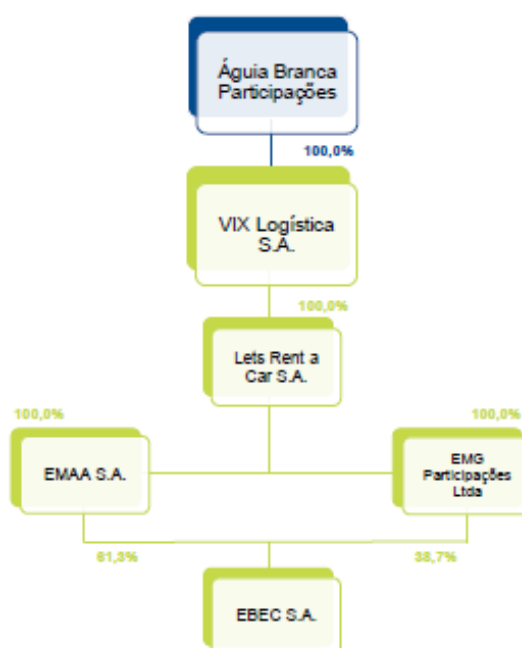 Águia Branca
Participações
100,0%
VIX Logística
S.A.
100,0%
Lets Rent a
Car S.A.
100,0%
100,0%
EMAA S.A.
EMG
Participações
Ltda
61,3%
38,7%
EBEC S.A.